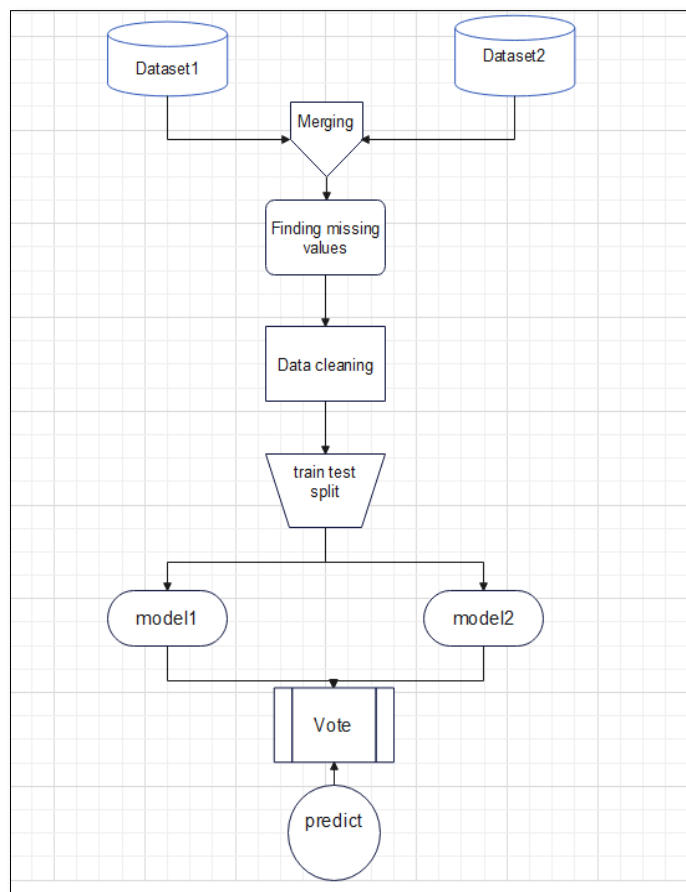 Dataset1
Dataset2
Merging
Finding missing
values
Data cleaning
train test
split
model1
model2
Vote
predict